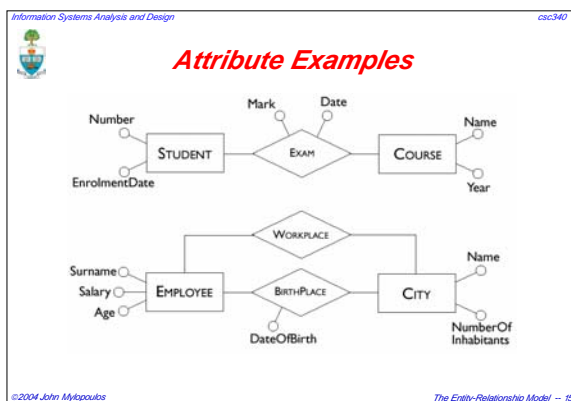 Information Systems Analysis and Design
csc340
Attribute Examples
Mark
Date
Number
Name
STUDENT
EXAM
COURSE
EnrolmentDate
Year
WORKPLACE
Name
Surname
Salary
EMPLOYEE
BIRTHPLACE
CITY
Age
DateOfBirth
NumberOf
Inhabitants
©2004 John Mylopoulos
The Entity-Relationship Model -- 15